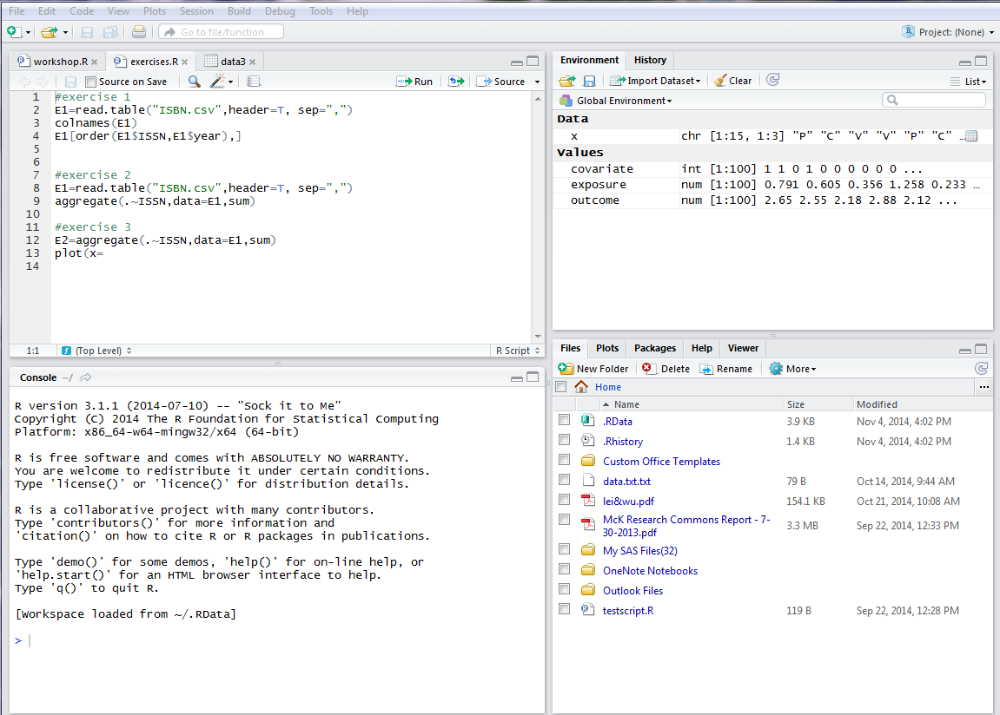 File Edit Code View Plots Session Build Debug Tools Help
Go to file/function
Project: (None)
workshop.R exercises.R data3
Source on Save Run Source
1 #exercise 1
2 E1=read.table("ISBN.csv",header=T, sep=",")
3 colnames(E1)
4 E1[order(E1$ISSN,E1$year),]
5
6
7 #exercise 2
8 E1=read.table("ISBN.csv",header=T, sep=",")
9 aggregate(.~ISSN,data=E1,sum)
10
11 #exercise 3
12 E2=aggregate(.~ISSN,data=E1,sum)
13 plot(x=
14
1:1 (Top Level) R Script
Console ~/
R version 3.1.1 (2014-07-10) -- "Sock it to Me"
Copyright (C) 2014 The R Foundation for Statistical Computing
Platform: x86_64-w64-mingw32/x64 (64-bit)
R is free software and comes with ABSOLUTELY NO WARRANTY.
You are welcome to redistribute it under certain conditions.
Type 'license()' or 'licence()' for distribution details.
R is a collaborative project with many contributors.
Type 'contributors()' for more information and
'citation()' on how to cite R or R packages in publications.
Type 'demo()' for some demos, 'help()' for on-line help, or
'help.start()' for an HTML browser interface to help.
Type 'q()' to quit R.
[Workspace loaded from ~/.RData]
>
Environment History
Import Dataset Clear List
Global Environment
Data
x chr [1:15, 1:3] "P" "C" "V" "V" "P" "C" …
Values
covariate int [1:100] 1 1 0 1 0 0 0 0 0 0 ...
exposure num [1:100] 0.791 0.605 0.356 1.258 0.233 …
outcome num [1:100] 2.65 2.55 2.18 2.88 2.12 ...
Files Plots Packages Help Viewer
New Folder Delete Rename More
Home ...
Name Size Modified
.RData 3.9 KB Nov 4, 2014, 4:02 PM
.Rhistory 1.4 KB Nov 4, 2014, 4:02 PM
Custom Office Templates
data.txt.txt 79 B Oct 14, 2014, 9:44 AM
lei&wu.pdf 154.1 KB Oct 21, 2014, 10:08 AM
McK Research Commons Report - 7-
30-2013.pdf 3.3 MB Sep 22, 2014, 12:33 PM
My SAS Files(32)
OneNote Notebooks
Outlook Files
testscript.R 119 B Sep 22, 2014, 12:28 PM